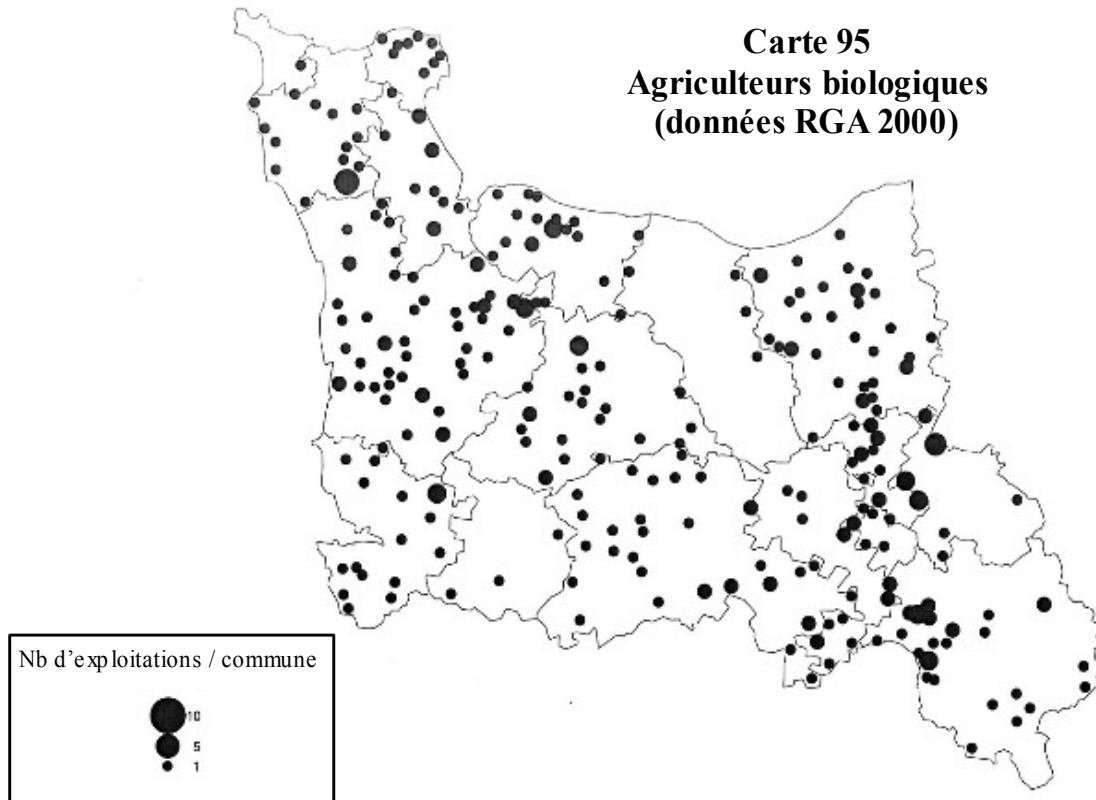 Carte 95
Agriculteurs biologiques
(données RGA 2000)
Nb d’exploitations / commune
10
5
1